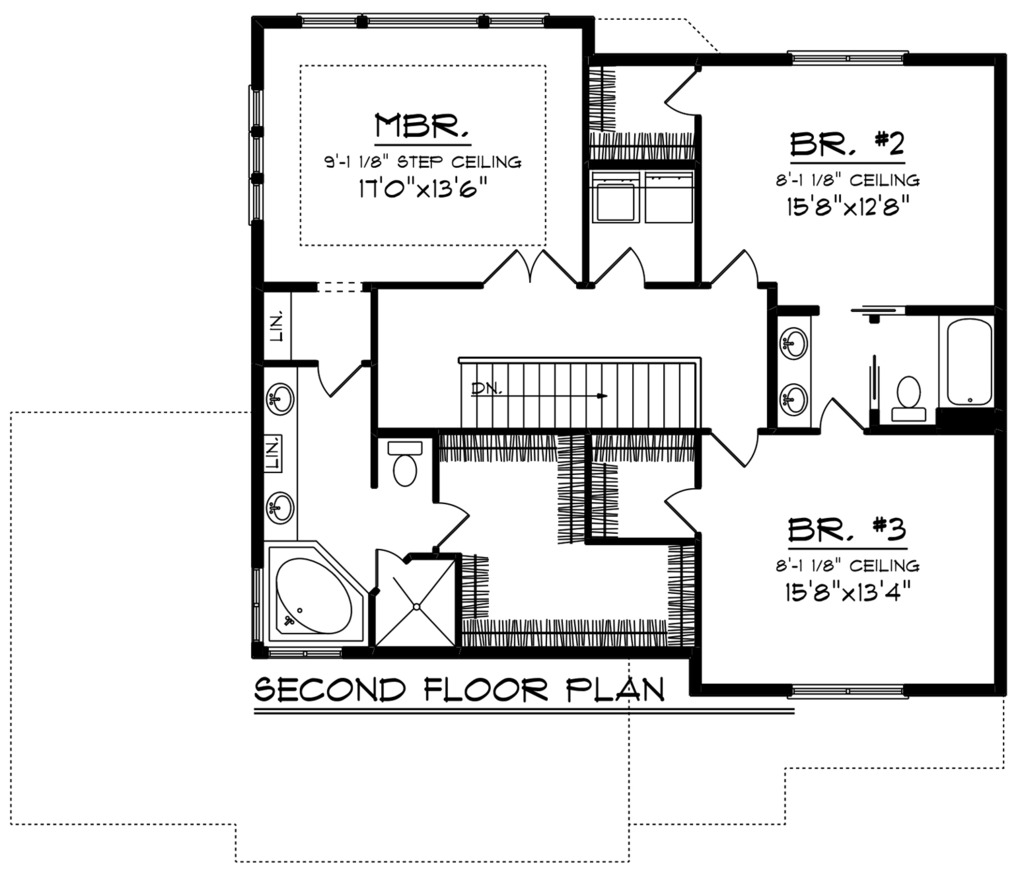 MBR.
9'-1 1/8" STEP CEILING
17'0"x13'6"
BR. #2
8'-1 1/8" CEILING
15'8"x12'8"
LIN.
DN.
LIN.
BR. #3
8'-1 1/8" CEILING
15'8"x13'4"
SECOND FLOOR PLAN